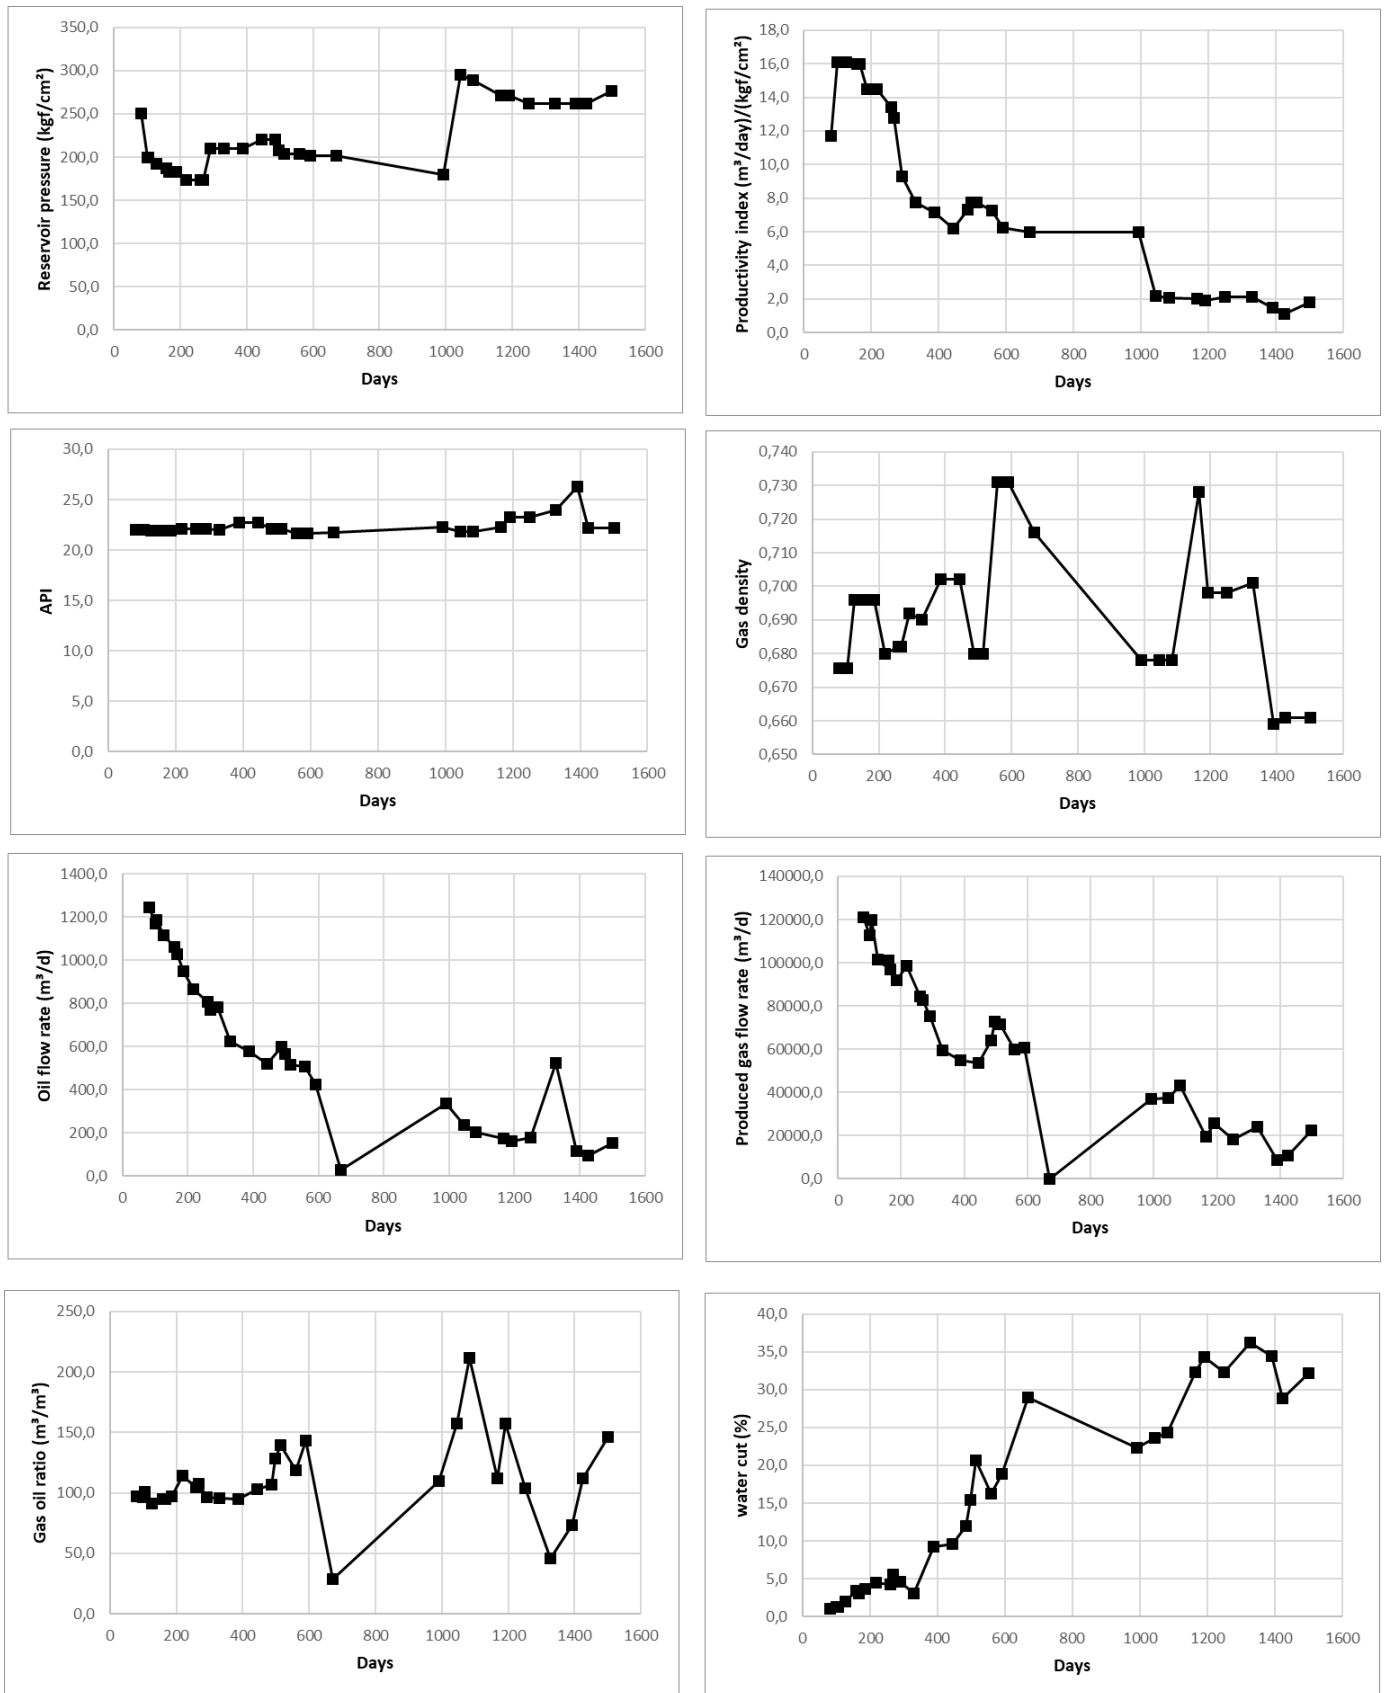 350,0
300,0
250,0
200,0
150,0
100,0
50,0
0,0
Reservoir pressure (kgf/cm²)
0 200 400 600 800 1000 1200 1400 1600
Days
18,0
16,0
14,0
12,0
10,0
8,0
6,0
4,0
2,0
0,0
Productivity index (m³/day)/(kgf/cm²)
0 200 400 600 800 1000 1200 1400 1600
Days
30,0
25,0
20,0
15,0
10,0
5,0
0,0
API
0 200 400 600 800 1000 1200 1400 1600
Days
0,740
0,730
0,720
0,710
0,700
0,690
0,680
0,670
0,660
0,650
Gas density
0 200 400 600 800 1000 1200 1400 1600
Days
1400,0
1200,0
1000,0
800,0
600,0
400,0
200,0
0,0
Oil flow rate (m³/d)
0 200 400 600 800 1000 1200 1400 1600
Days
140000,0
120000,0
100000,0
80000,0
60000,0
40000,0
20000,0
0,0
Produced gas flow rate (m³/d)
0 200 400 600 800 1000 1200 1400 1600
Days
250,0
200,0
150,0
100,0
50,0
0,0
Gas oil ratio (m³/m³)
0 200 400 600 800 1000 1200 1400 1600
Days
40,0
35,0
30,0
25,0
20,0
15,0
10,0
5,0
0,0
water cut (%)
0 200 400 600 800 1000 1200 1400 1600
Days